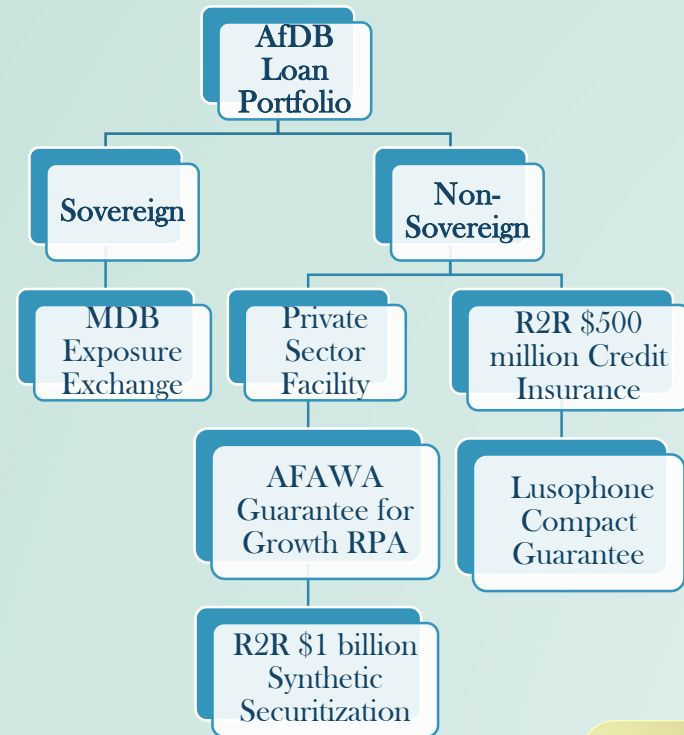 AfDB
Loan
Portfolio
Sovereign
Non-
Sovereign
MDB
Exposure
Exchange
Private
Sector
Facility
R2R $500
million Credit
Insurance
AFAWA
Guarantee for
Growth RPA
Lusophone
Compact
Guarantee
R2R $1 billion
Synthetic
Securitization